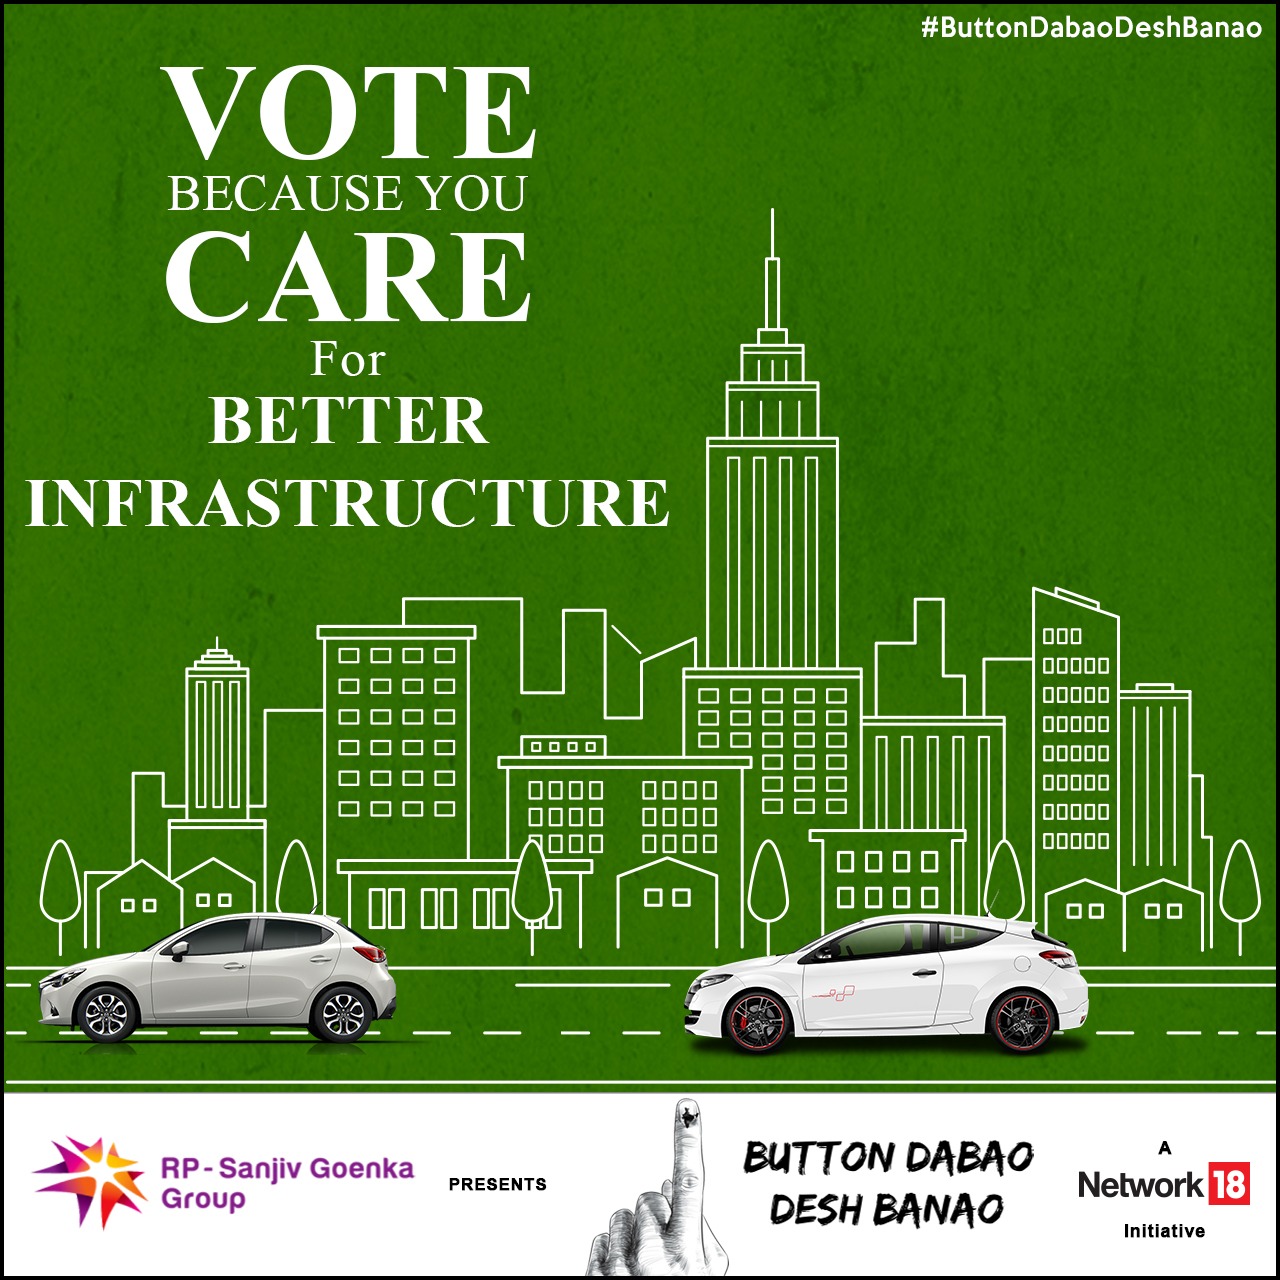 #ButtonDabaoDeshBanao
VOTE
BECAUSE YOU
CARE
For
BETTER
INFRASTRUCTURE
RP-Sanjiv Goenka
Group
PRESENTS
BUTTON DABAO
DESH BANAO
A
Network 18
Initiative